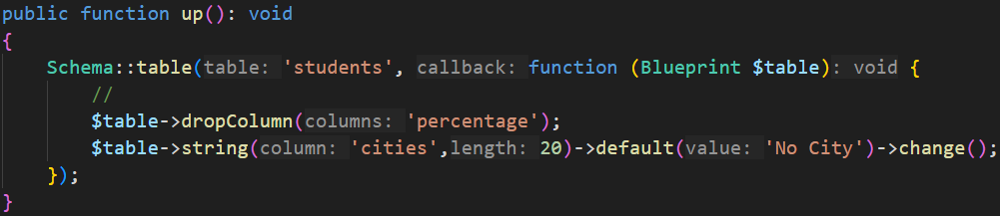 public function up(): void
{
    Schema::table(table: 'students', callback: function (Blueprint $table): void {
        //
        $table->dropColumn(columns: 'percentage');
        $table->string(column: 'cities',length: 20)->default(value: 'No City')->change();
    });
}